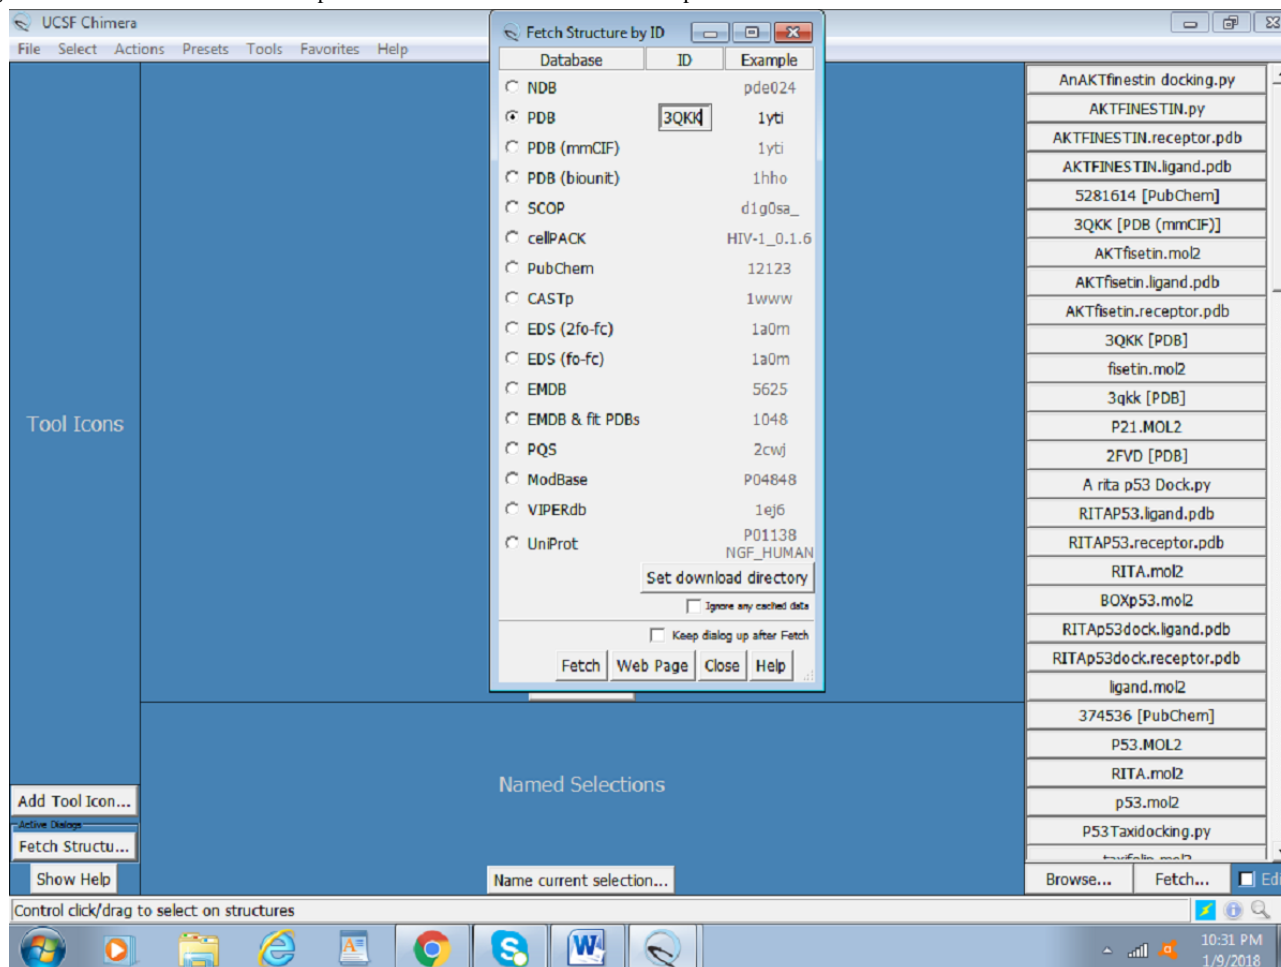 UCSF Chimera
File Select Actions Presets Tools Favorites Help
Fetch Structure by ID
Database ID Example
NDB pde024
PDB 3QKK 1yti
PDB (mmCIF) 1yti
PDB (biounit) 1hho
SCOP d1g0sa_
cellPACK HIV-1_0.1.6
PubChem 12123
CASTp 1www
EDS (2fo-fc) 1a0m
EDS (fo-fc) 1a0m
EMDB 5625
EMDB & fit PDBs 1048
PQS 2cwj
ModBase P04848
VIPERdb 1ej6
UniProt P01138
NGF_HUMAN
Set download directory
Ignore any cached data
Keep dialog up after Fetch
Fetch Web Page Close Help
Tool Icons
Named Selections
Add Tool Icon...
Active Dialogs
Fetch Structu...
Show Help
Name current selection...
AnAKTfinestin docking.py
AKTFINESTIN.py
AKTFINESTIN.receptor.pdb
AKTFINESTIN.ligand.pdb
5281614 [PubChem]
3QKK [PDB (mmCIF)]
AKTfisetin.mol2
AKTfisetin.ligand.pdb
AKTfisetin.receptor.pdb
3QKK [PDB]
fisetin.mol2
3qkk [PDB]
P21.MOL2
2FVD [PDB]
A rita p53 Dock.py
RITAP53.ligand.pdb
RITAP53.receptor.pdb
RITA.mol2
BOXp53.mol2
RITAp53dock.ligand.pdb
RITAp53dock.receptor.pdb
ligand.mol2
374536 [PubChem]
P53.MOL2
RITA.mol2
p53.mol2
P53Taxidocking.py
Browse... Fetch... Edi
Control click/drag to select on structures
10:31 PM
1/9/2018